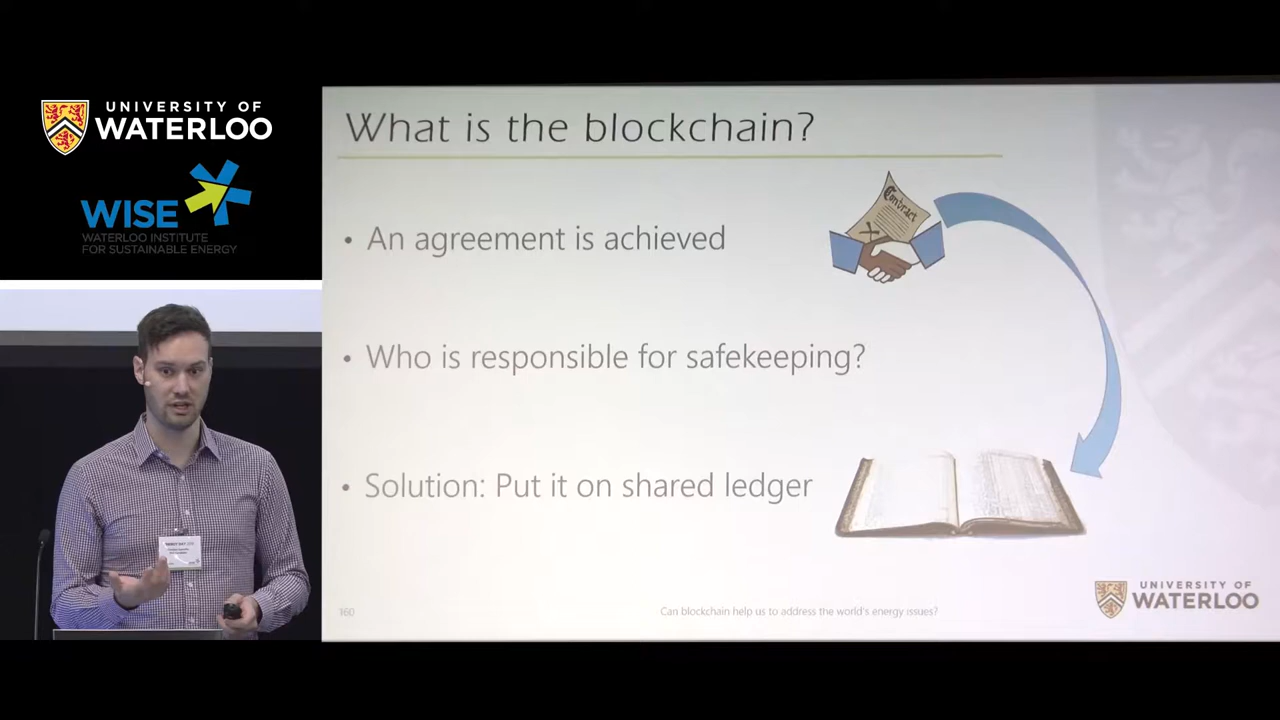 UNIVERSITY OF
WATERLOO
WISE
WATERLOO INSTITUTE
FOR SUSTAINABLE ENERGY
What is the blockchain?
Contract
• An agreement is achieved
• Who is responsible for safekeeping?
• Solution: Put it on shared ledger
160
Can blockchain help us to address the world's energy issues?
UNIVERSITY OF
WATERLOO